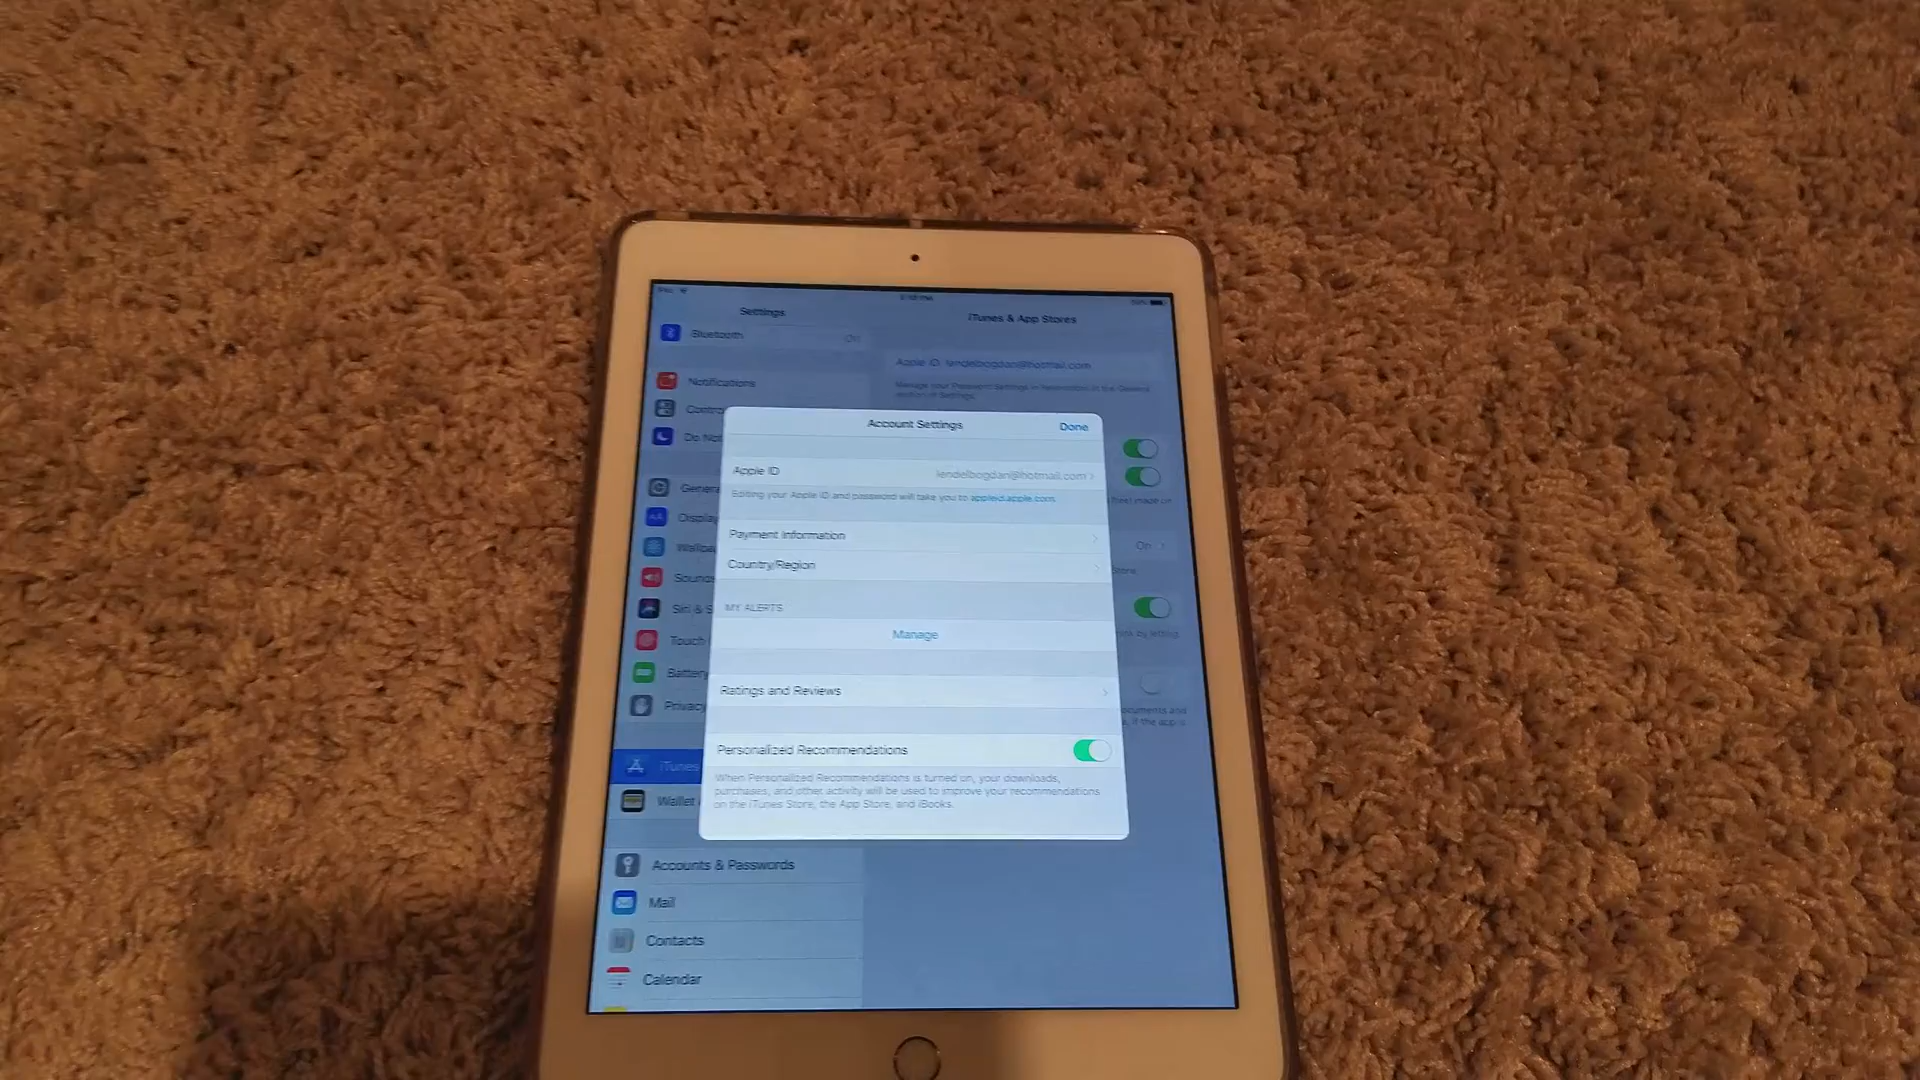 Settings
iTunes & App Stores
Bluetooth
On
Apple ID: lendelbogdan@hotmail.com
Notifications
Manage your Password Settings in Restrictions in the General
section of Settings.
Account Settings
Done
Do Not
Apple ID
lendelbogdan@hotmail.com
General
Editing your Apple ID and password will take you to appleid.apple.com.
Display
Payment Information
On
Country/Region
Sounds
MY ALERTS
Siri & S
Manage
Touch
Battery
Ratings and Reviews
Privacy
ocuments and
Personalized Recommendations
iTunes
When Personalized Recommendations is turned on, your downloads,
purchases, and other activity will be used to improve your recommendations
on the iTunes Store, the App Store, and iBooks.
Wallet
Accounts & Passwords
Mail
Contacts
Calendar